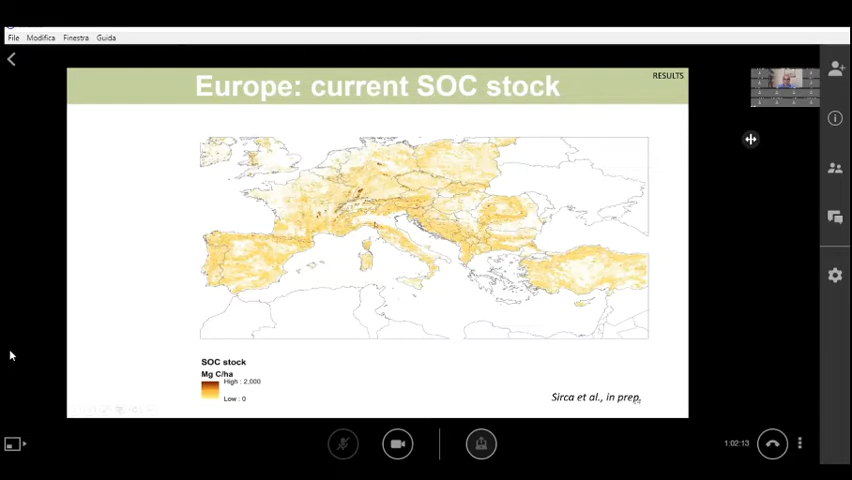 File Modifica Finestra Guida
RESULTS
Europe: current SOC stock
SOC stock
Mg C/ha
High : 2,000
Low : 0
Sirca et al., in prep.
1:02:13